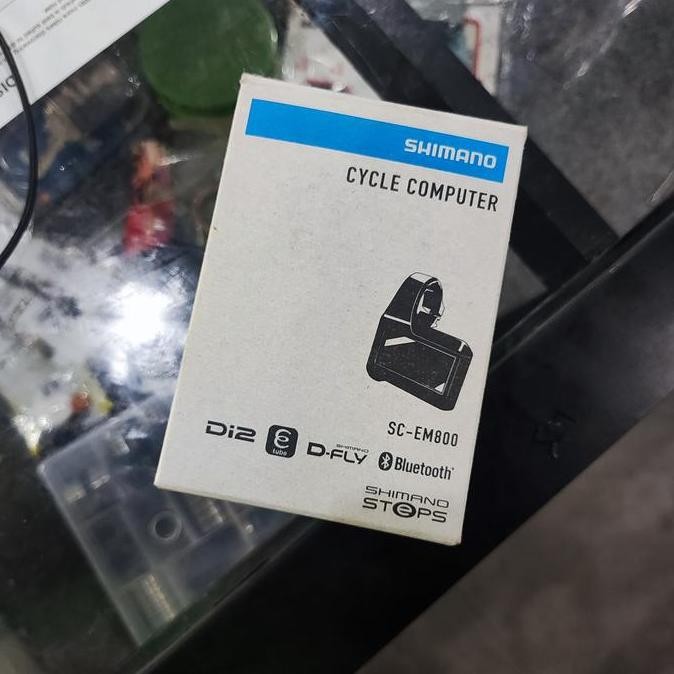 SHIMANO
CYCLE COMPUTER
SC-EM800
Di2 E tube SHIMANO D-FLY Bluetooth®
SHIMANO
STEPS